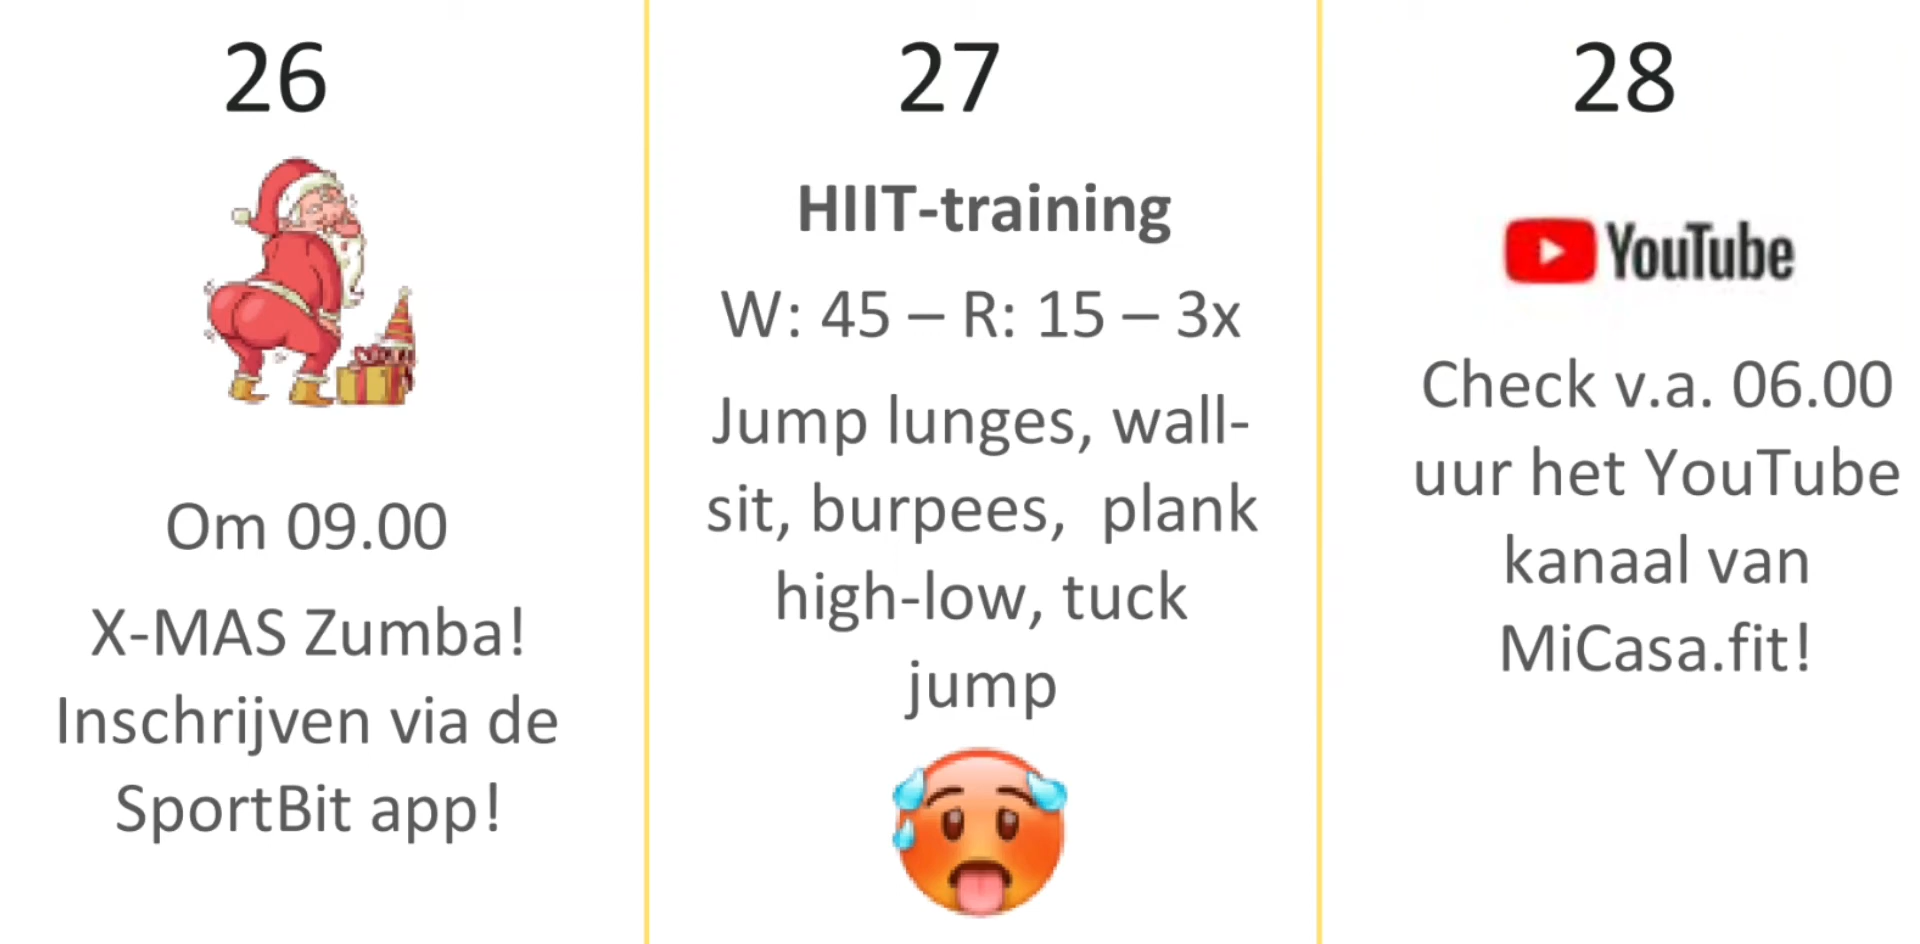 26
Om 09.00
X-MAS Zumba!
Inschrijven via de
SportBit app!
27
HIIT-training
W: 45 – R: 15 – 3x
Jump lunges, wall-
sit, burpees,  plank
high-low, tuck
jump
28
YouTube
Check v.a. 06.00
uur het YouTube
kanaal van
MiCasa.fit!